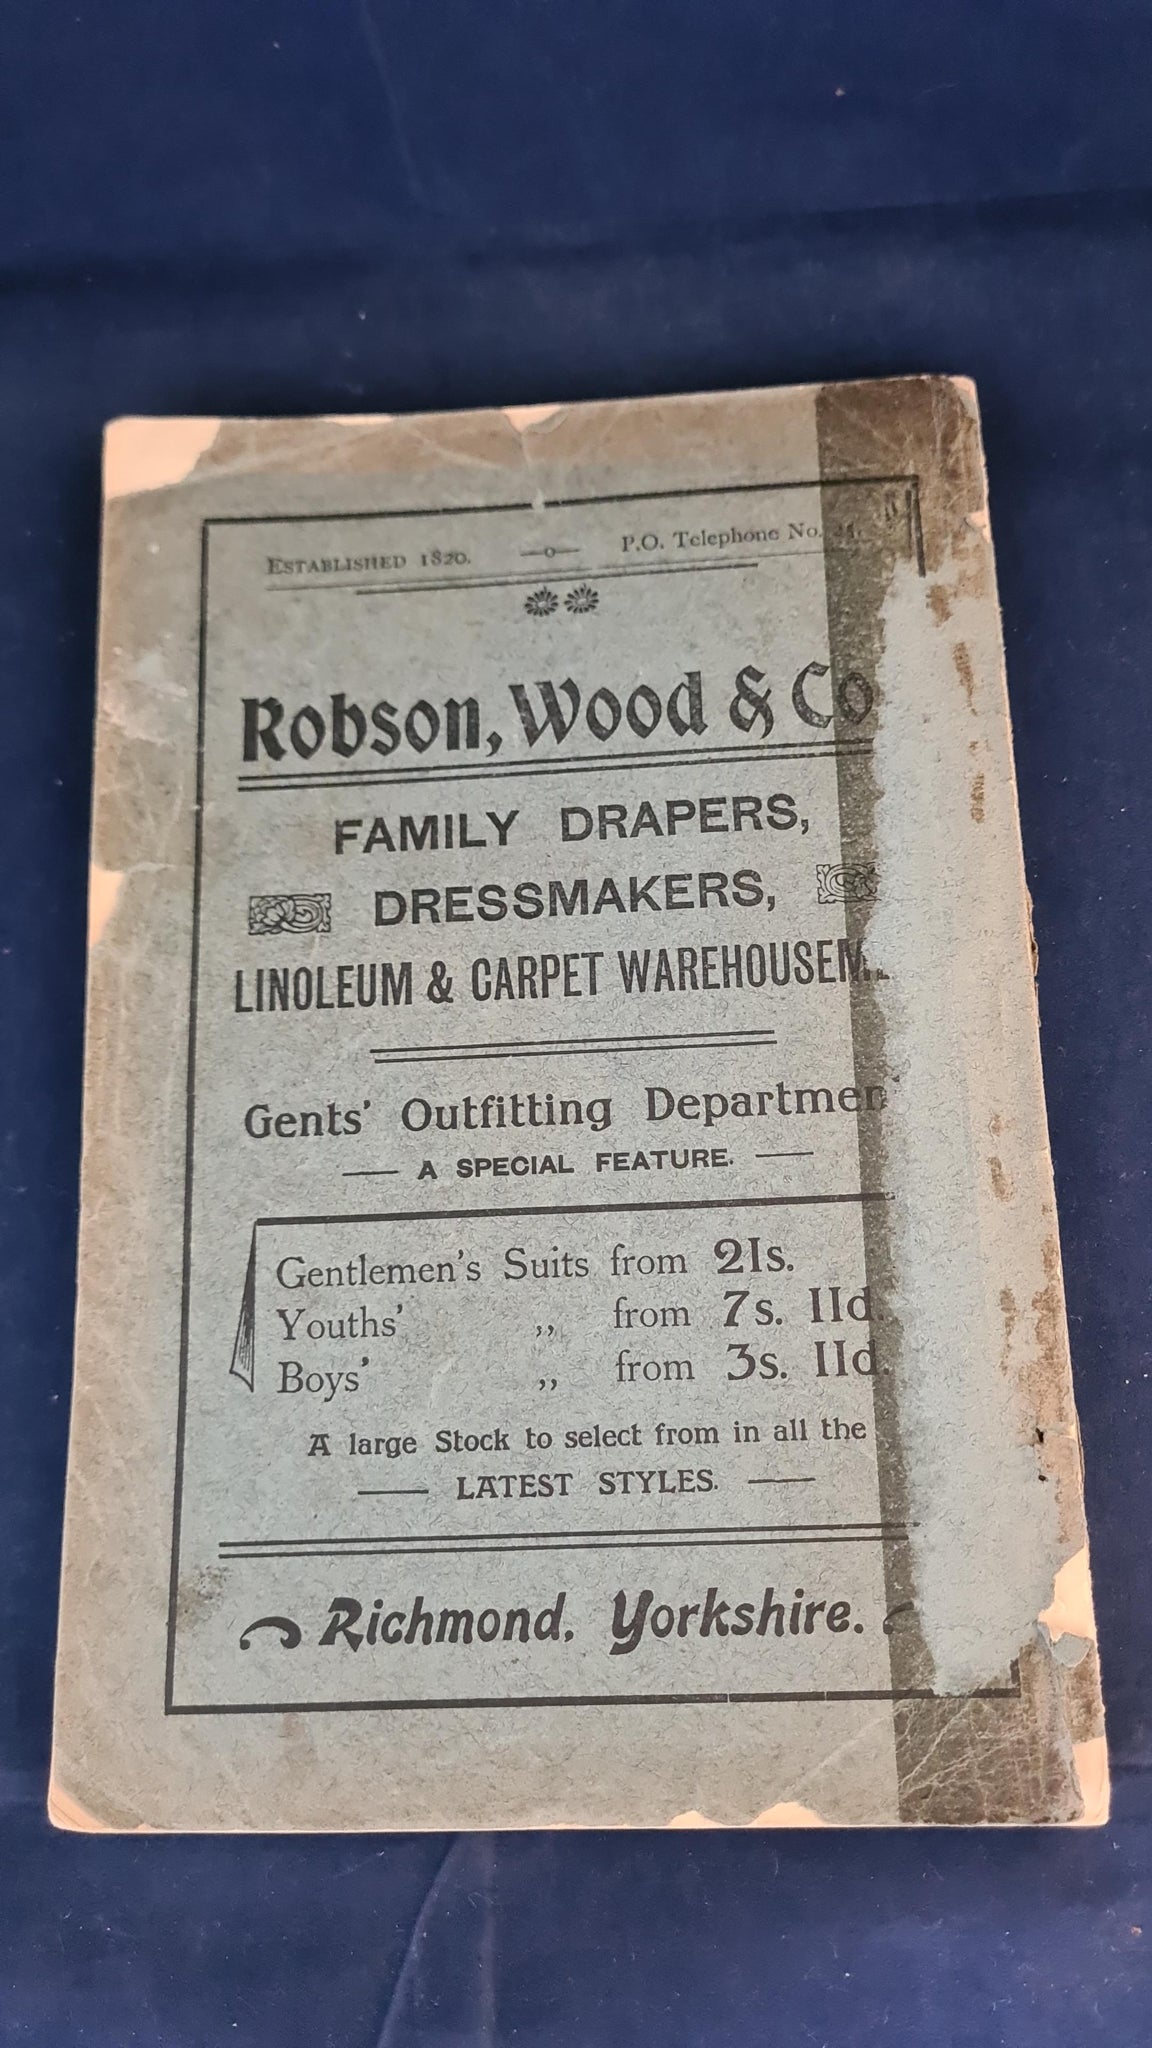 ESTABLISHED 1820. —o— P.O. Telephone No.
Robson, Wood & Co
FAMILY DRAPERS,
DRESSMAKERS,
LINOLEUM & CARPET WAREHOUSEM
Gents' Outfitting Departmen
— A SPECIAL FEATURE. —
Gentlemen's Suits from 21s.
Youths' ,, from 7s. 11d.
Boys' ,, from 3s. 11d.
A large Stock to select from in all the
— LATEST STYLES. —
Richmond, Yorkshire.